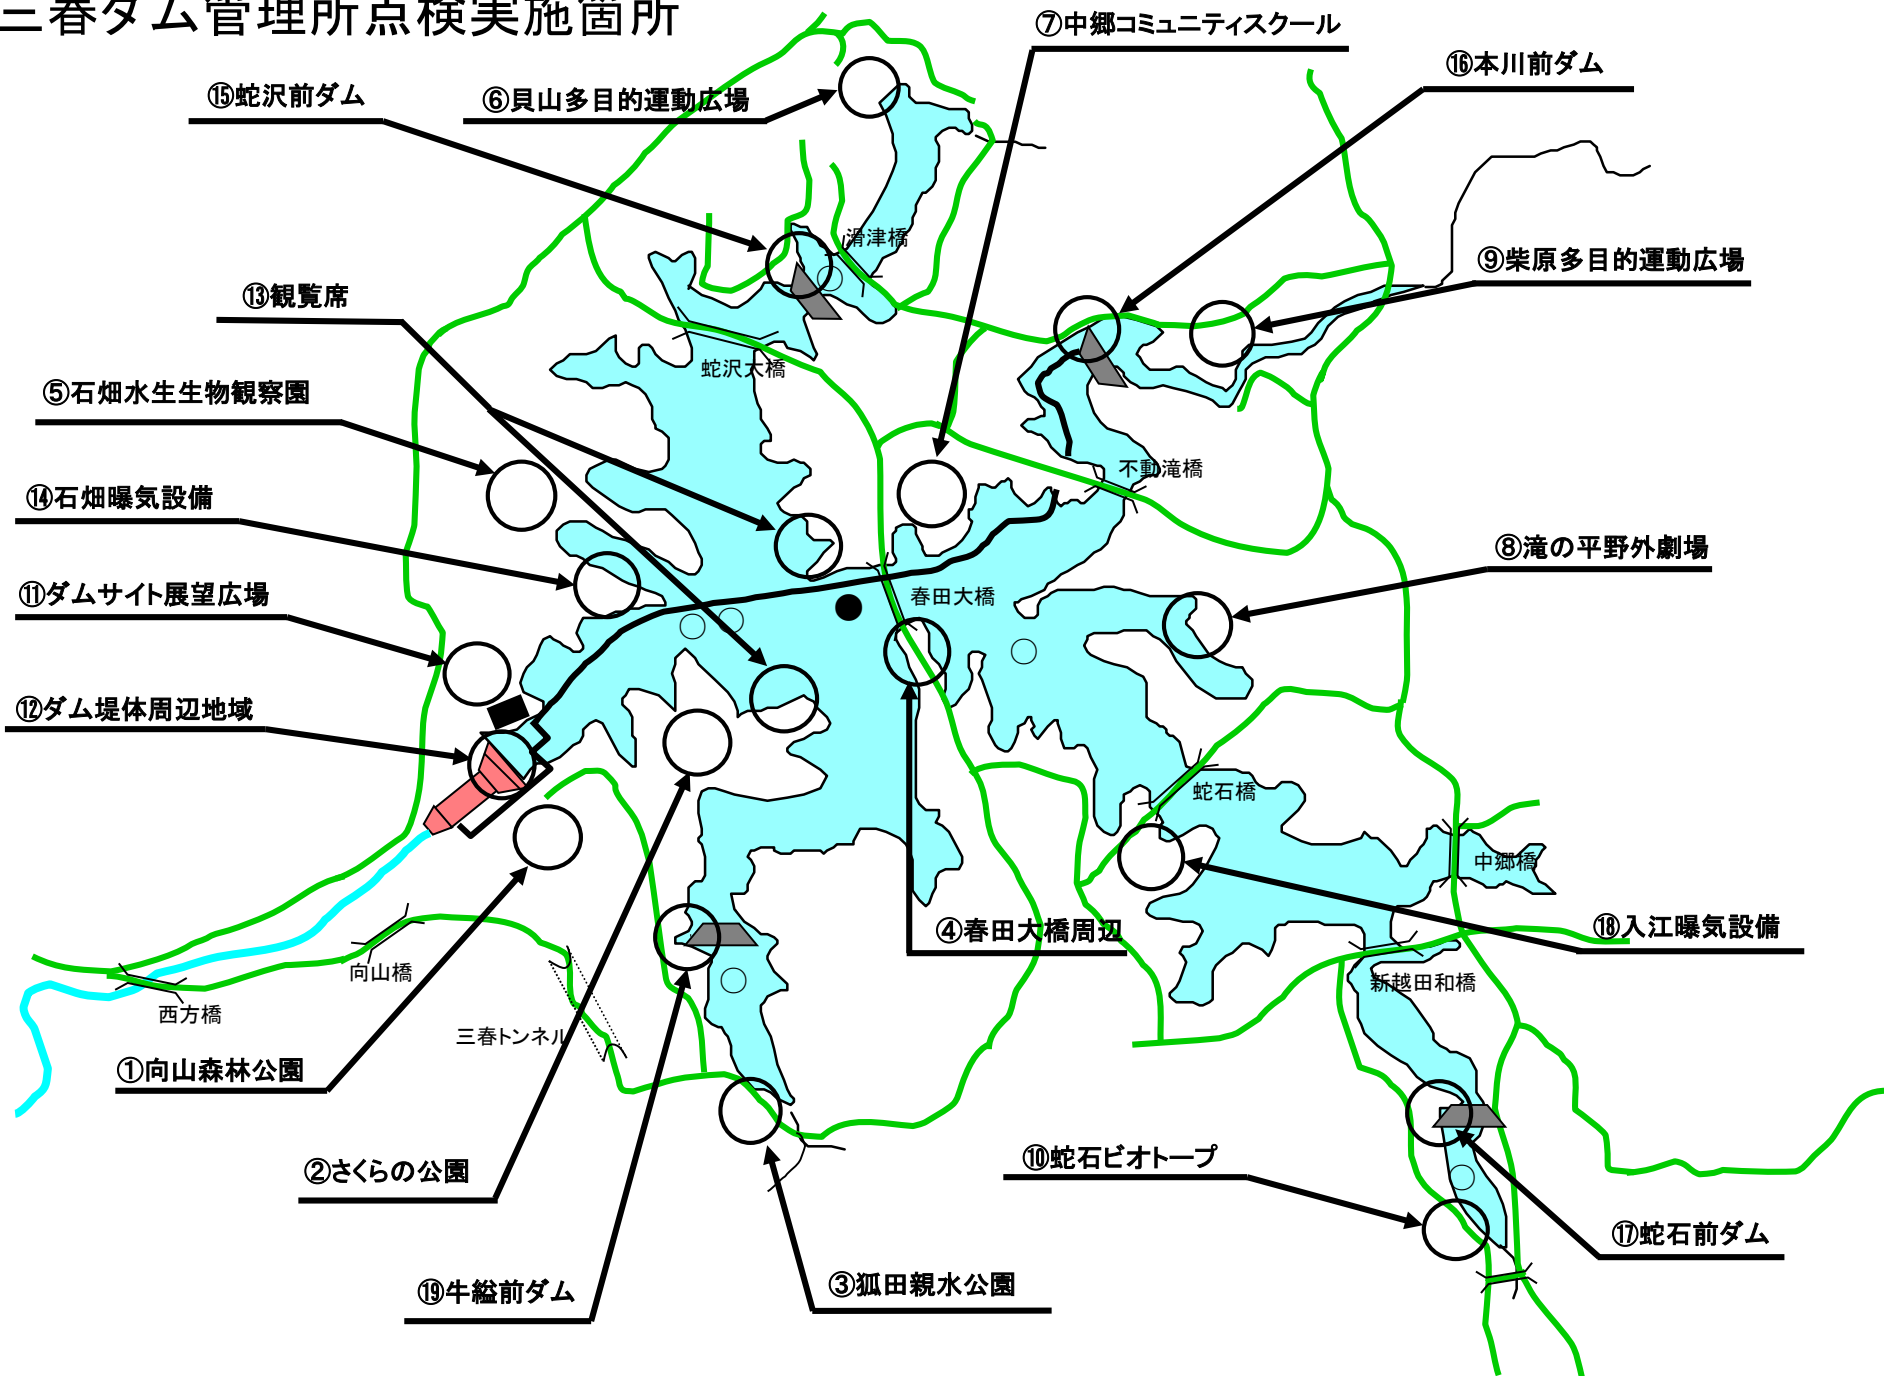 三春ダム管理所点検実施箇所
⑦中郷コミュニティスクール
⑯本川前ダム
⑮蛇沢前ダム
⑥貝山多目的運動広場
滑津橋
⑨柴原多目的運動広場
⑬観覧席
蛇沢大橋
⑤石畑水生生物観察園
不動滝橋
⑭石畑曝気設備
⑧滝の平野外劇場
⑪ダムサイト展望広場
春田大橋
⑫ダム堤体周辺地域
蛇石橋
中郷橋
④春田大橋周辺
⑱入江曝気設備
向山橋
新越田和橋
西方橋
三春トンネル
①向山森林公園
②さくらの公園
⑩蛇石ビオトープ
⑰蛇石前ダム
⑲牛縊前ダム
③狐田親水公園